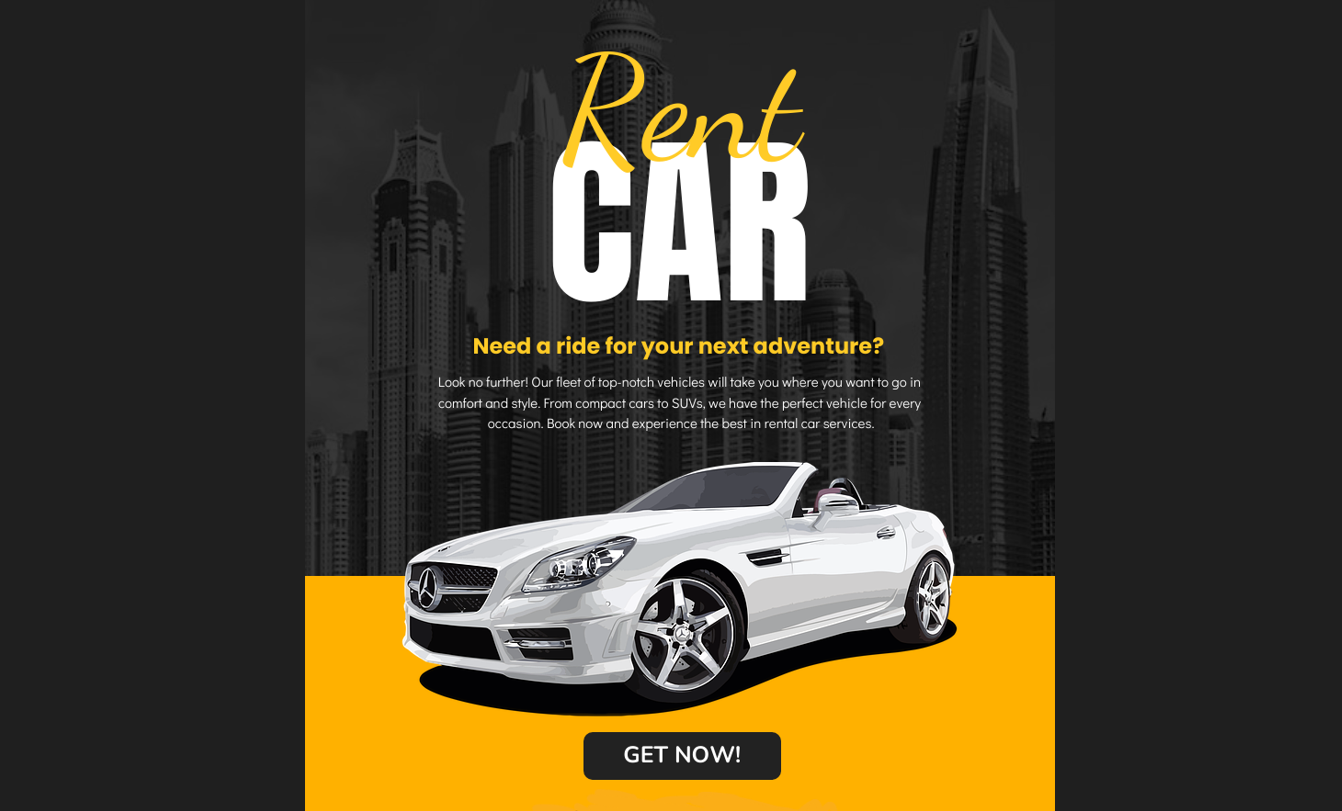 Rent
CAR
Need a ride for your next adventure?
Look no further! Our fleet of top-notch vehicles will take you where you want to go in
comfort and style. From compact cars to SUVs, we have the perfect vehicle for every
occasion. Book now and experience the best in rental car services.
GET NOW!